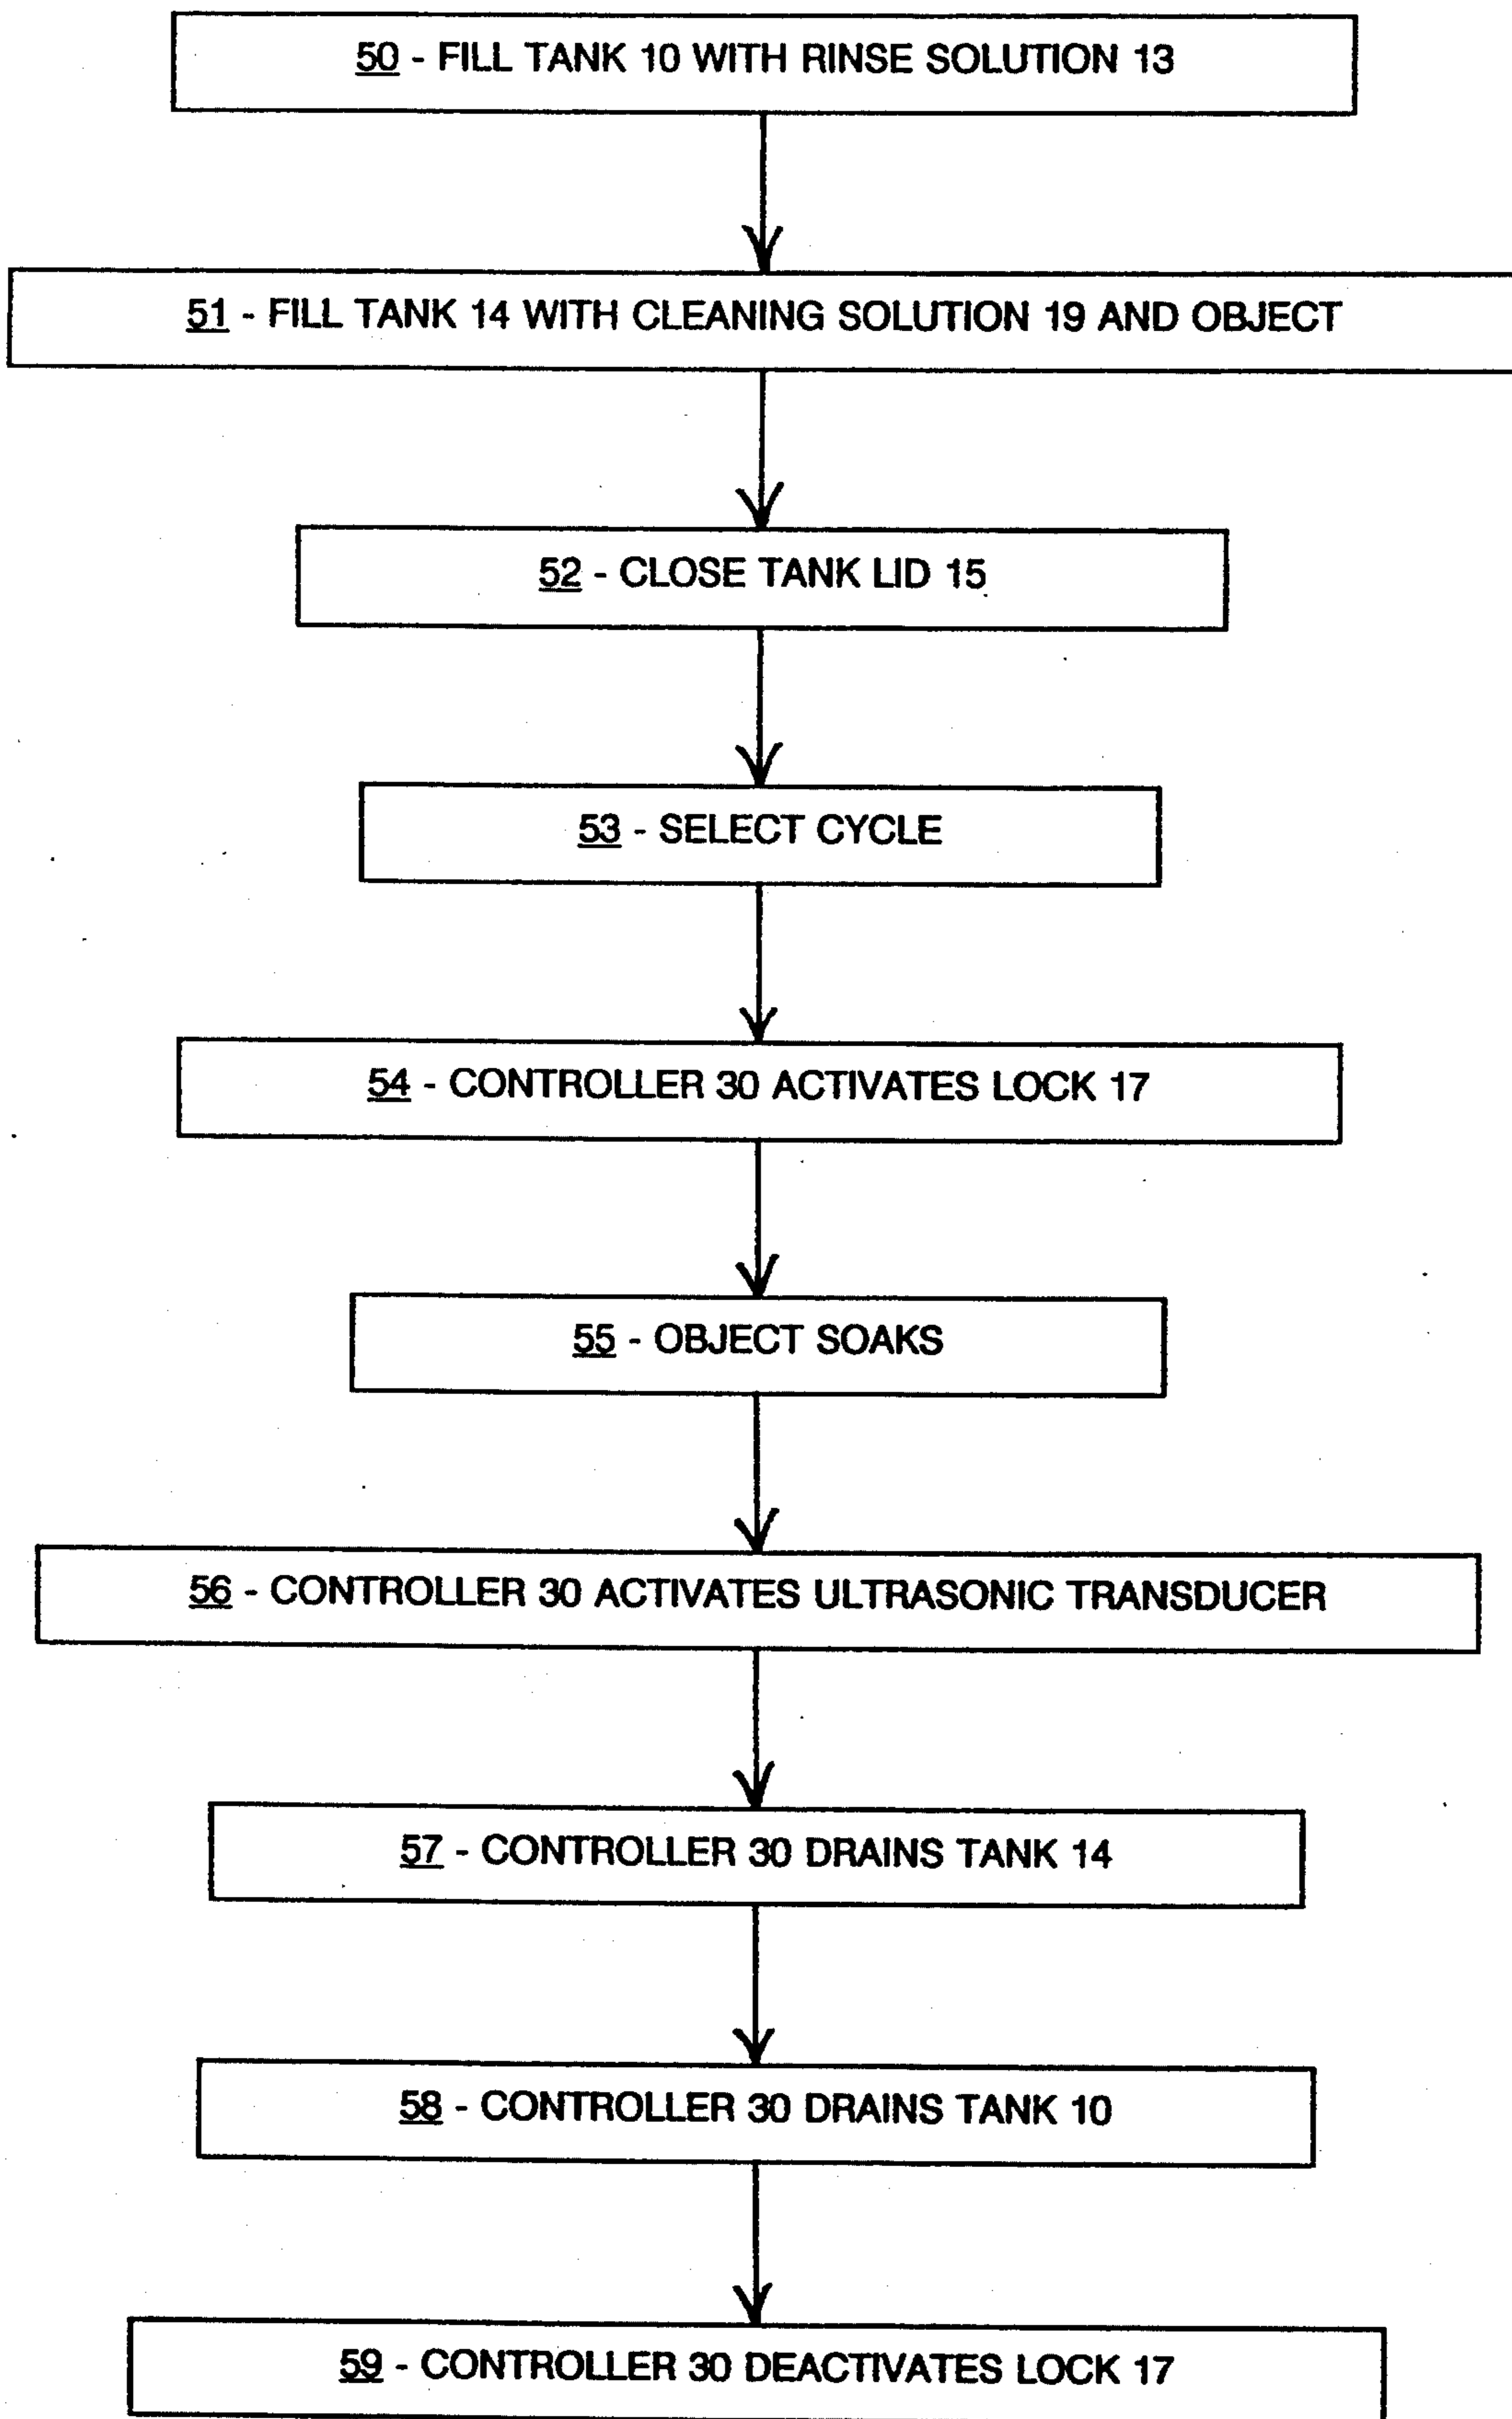 50 - FILL TANK 10 WITH RINSE SOLUTION 13
51 - FILL TANK 14 WITH CLEANING SOLUTION 19 AND OBJECT
52 - CLOSE TANK LID 15
53 - SELECT CYCLE
54 - CONTROLLER 30 ACTIVATES LOCK 17
55 - OBJECT SOAKS
56 - CONTROLLER 30 ACTIVATES ULTRASONIC TRANSDUCER
57 - CONTROLLER 30 DRAINS TANK 14
58 - CONTROLLER 30 DRAINS TANK 10
59 - CONTROLLER 30 DEACTIVATES LOCK 17